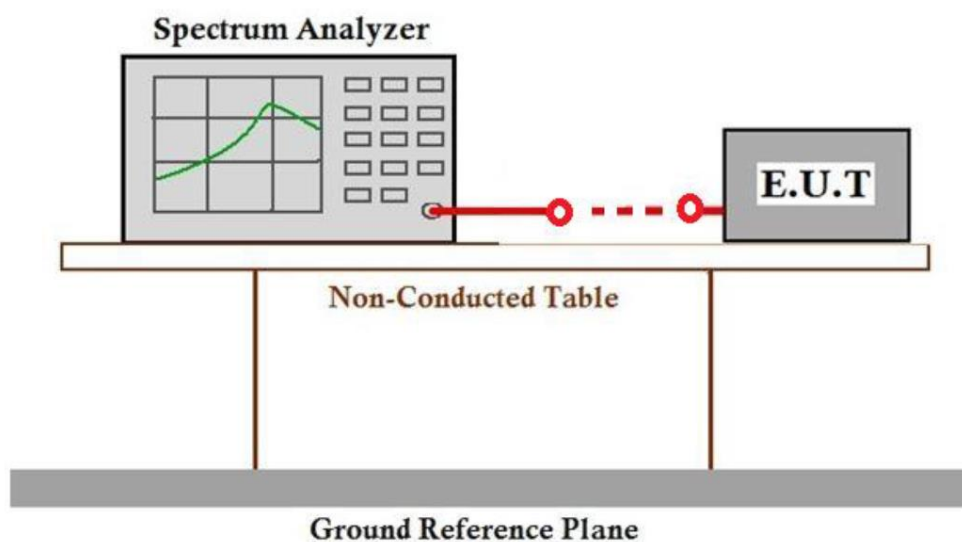 Spectrum Analyzer
E.U.T
Non-Conducted Table
Ground Reference Plane